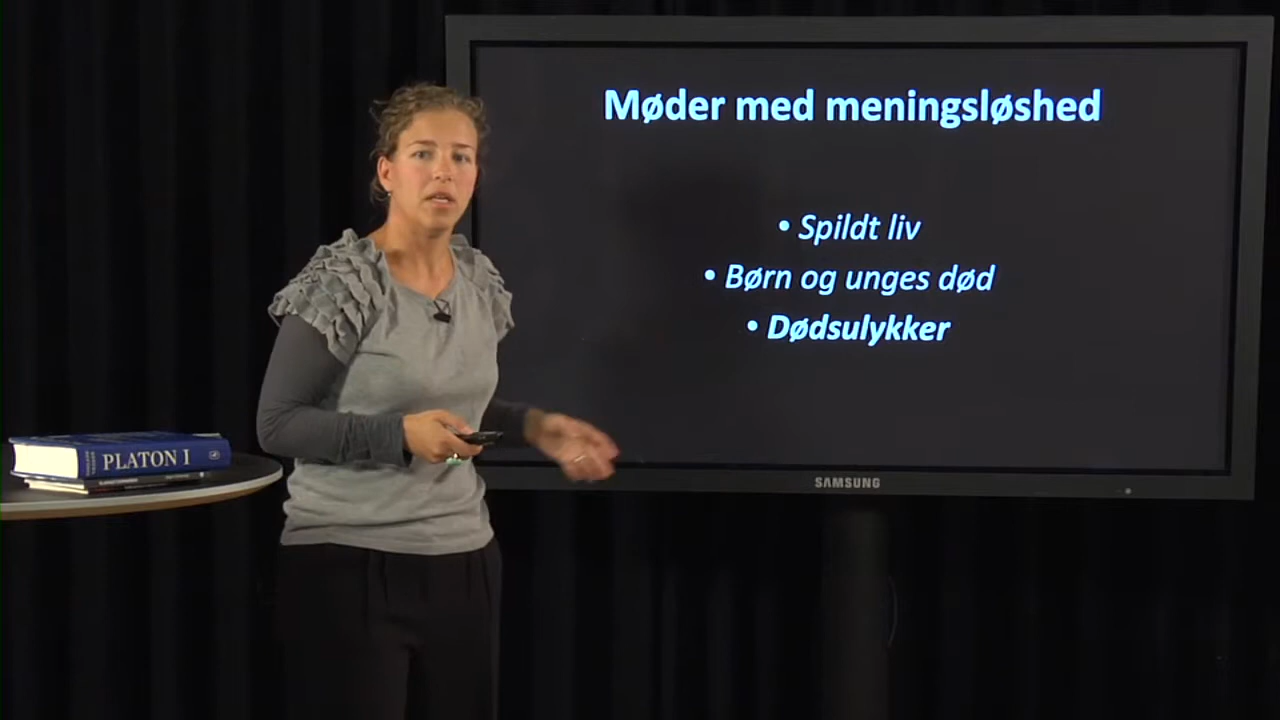 Møder med meningsløshed
• Spildt liv
• Børn og unges død
• Dødsulykker
SAMSUNG
PLATON I